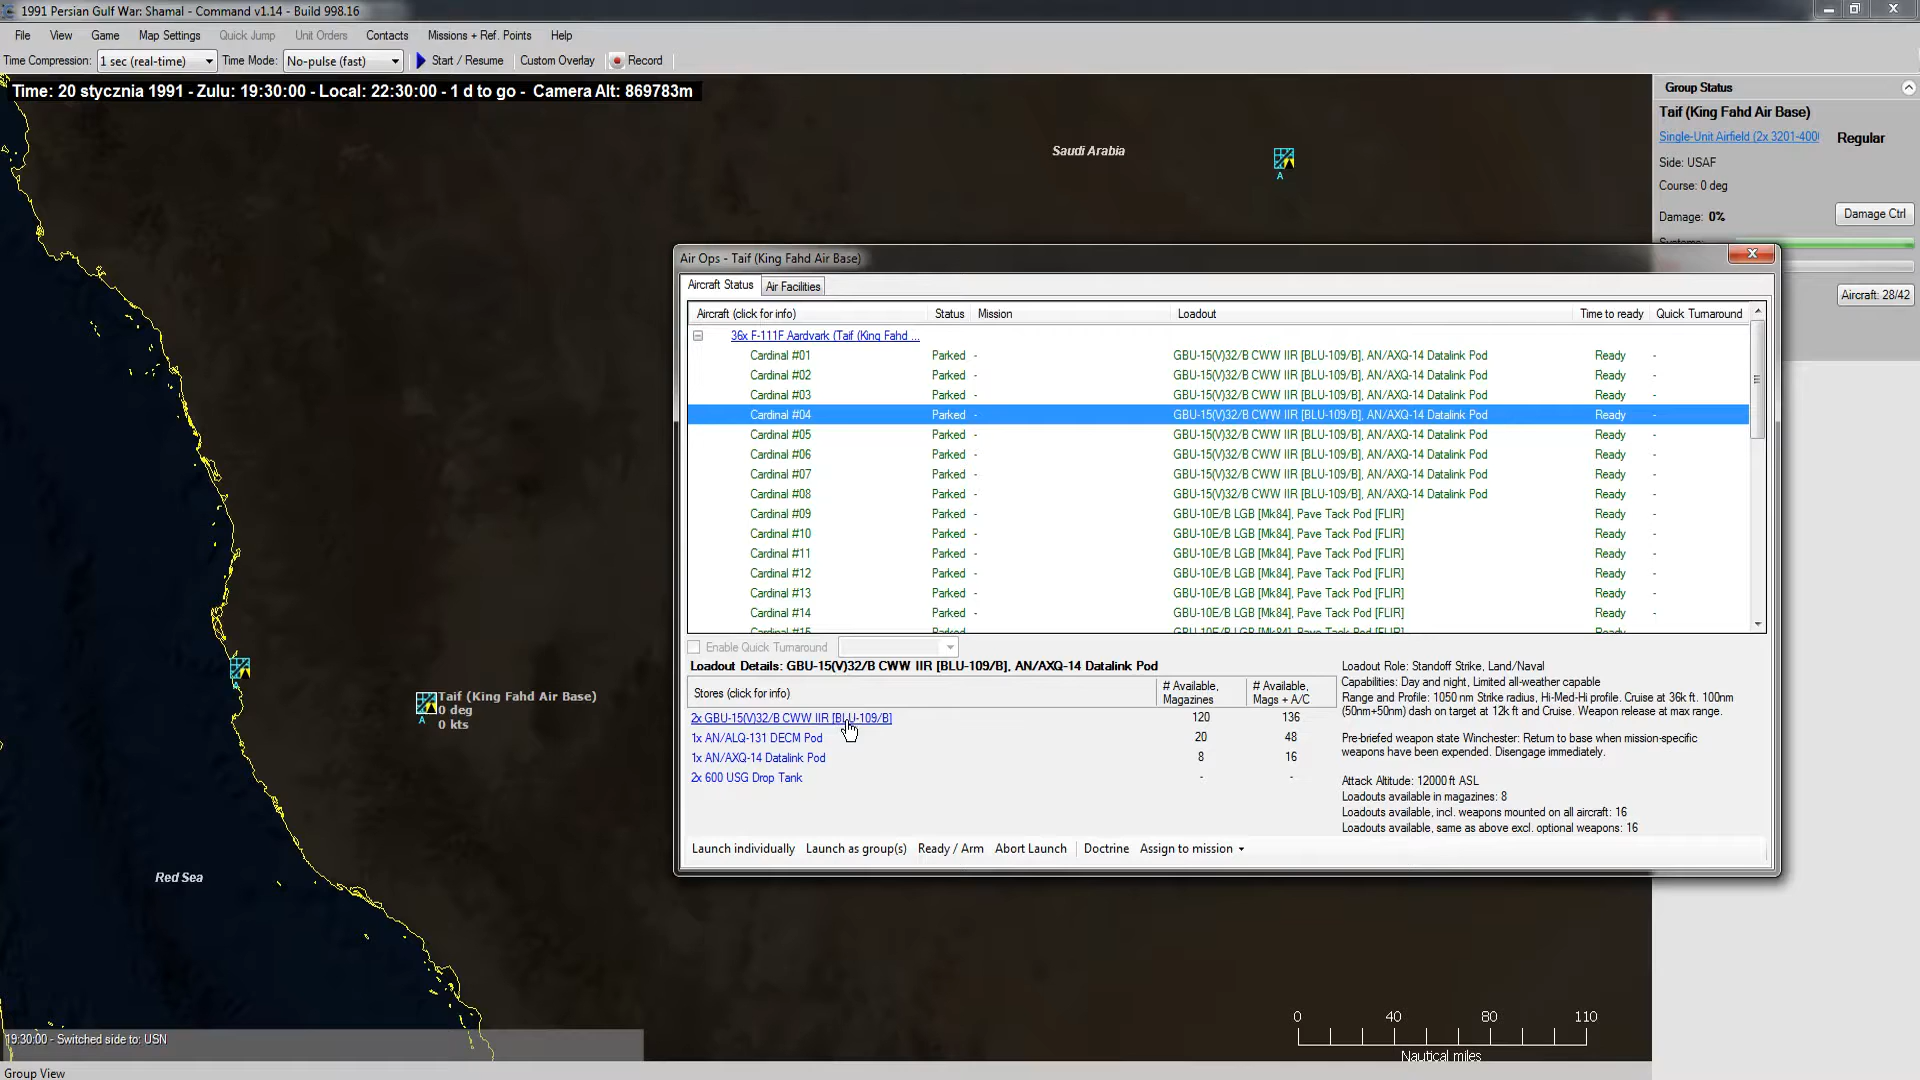 1991 Persian Gulf War: Shamal - Command v1.14 - Build 998.16
File View Game Map Settings Quick Jump Unit Orders Contacts Missions + Ref. Points Help
Time Compression: 1 sec (real-time) Time Mode: No-pulse (fast) Start / Resume Custom Overlay Record
Time: 20 stycznia 1991 - Zulu: 19:30:00 - Local: 22:30:00 - 1 d to go - Camera Alt: 869783m
Group Status
Taif (King Fahd Air Base)
Single-Unit Airfield (2x 3201-400 Regular
Side: USAF
Course: 0 deg
Damage: 0% Damage Ctrl
Aircraft: 28/42
Saudi Arabia
A
Air Ops - Taif (King Fahd Air Base)
Aircraft Status Air Facilities
Aircraft (click for info) Status Mission Loadout Time to ready Quick Turnaround
36x F-111F Aardvark (Taif (King Fahd ...
Cardinal #01 Parked - GBU-15(V)32/B CWW IIR [BLU-109/B], AN/AXQ-14 Datalink Pod Ready -
Cardinal #02 Parked - GBU-15(V)32/B CWW IIR [BLU-109/B], AN/AXQ-14 Datalink Pod Ready -
Cardinal #03 Parked - GBU-15(V)32/B CWW IIR [BLU-109/B], AN/AXQ-14 Datalink Pod Ready -
Cardinal #04 Parked - GBU-15(V)32/B CWW IIR [BLU-109/B], AN/AXQ-14 Datalink Pod Ready -
Cardinal #05 Parked - GBU-15(V)32/B CWW IIR [BLU-109/B], AN/AXQ-14 Datalink Pod Ready -
Cardinal #06 Parked - GBU-15(V)32/B CWW IIR [BLU-109/B], AN/AXQ-14 Datalink Pod Ready -
Cardinal #07 Parked - GBU-15(V)32/B CWW IIR [BLU-109/B], AN/AXQ-14 Datalink Pod Ready -
Cardinal #08 Parked - GBU-15(V)32/B CWW IIR [BLU-109/B], AN/AXQ-14 Datalink Pod Ready -
Cardinal #09 Parked - GBU-10E/B LGB [Mk84], Pave Tack Pod [FLIR] Ready -
Cardinal #10 Parked - GBU-10E/B LGB [Mk84], Pave Tack Pod [FLIR] Ready -
Cardinal #11 Parked - GBU-10E/B LGB [Mk84], Pave Tack Pod [FLIR] Ready -
Cardinal #12 Parked - GBU-10E/B LGB [Mk84], Pave Tack Pod [FLIR] Ready -
Cardinal #13 Parked - GBU-10E/B LGB [Mk84], Pave Tack Pod [FLIR] Ready -
Cardinal #14 Parked - GBU-10E/B LGB [Mk84], Pave Tack Pod [FLIR] Ready -
Enable Quick Turnaround
Loadout Details: GBU-15(V)32/B CWW IIR [BLU-109/B], AN/AXQ-14 Datalink Pod
Stores (click for info) # Available, Magazines # Available, Mags + A/C
2x GBU-15(V)32/B CWW IIR [BLU-109/B] 120 136
1x AN/ALQ-131 DECM Pod 20 48
1x AN/AXQ-14 Datalink Pod 8 16
2x 600 USG Drop Tank - -
Loadout Role: Standoff Strike, Land/Naval
Capabilities: Day and night, Limited all-weather capable
Range and Profile: 1050 nm Strike radius, Hi-Med-Hi profile. Cruise at 36k ft. 100nm
(50nm+50nm) dash on target at 12k ft and Cruise. Weapon release at max range.
Pre-briefed weapon state Winchester: Return to base when mission-specific
weapons have been expended. Disengage immediately.
Attack Altitude: 12000 ft ASL
Loadouts available in magazines: 8
Loadouts available, incl. weapons mounted on all aircraft: 16
Loadouts available, same as above excl. optional weapons: 16
Launch individually Launch as group(s) Ready / Arm Abort Launch Doctrine Assign to mission
A
Taif (King Fahd Air Base)
0 deg
A 0 kts
Red Sea
0 40 80 110
Nautical miles
19:30:00 - Switched side to: USN
Group View